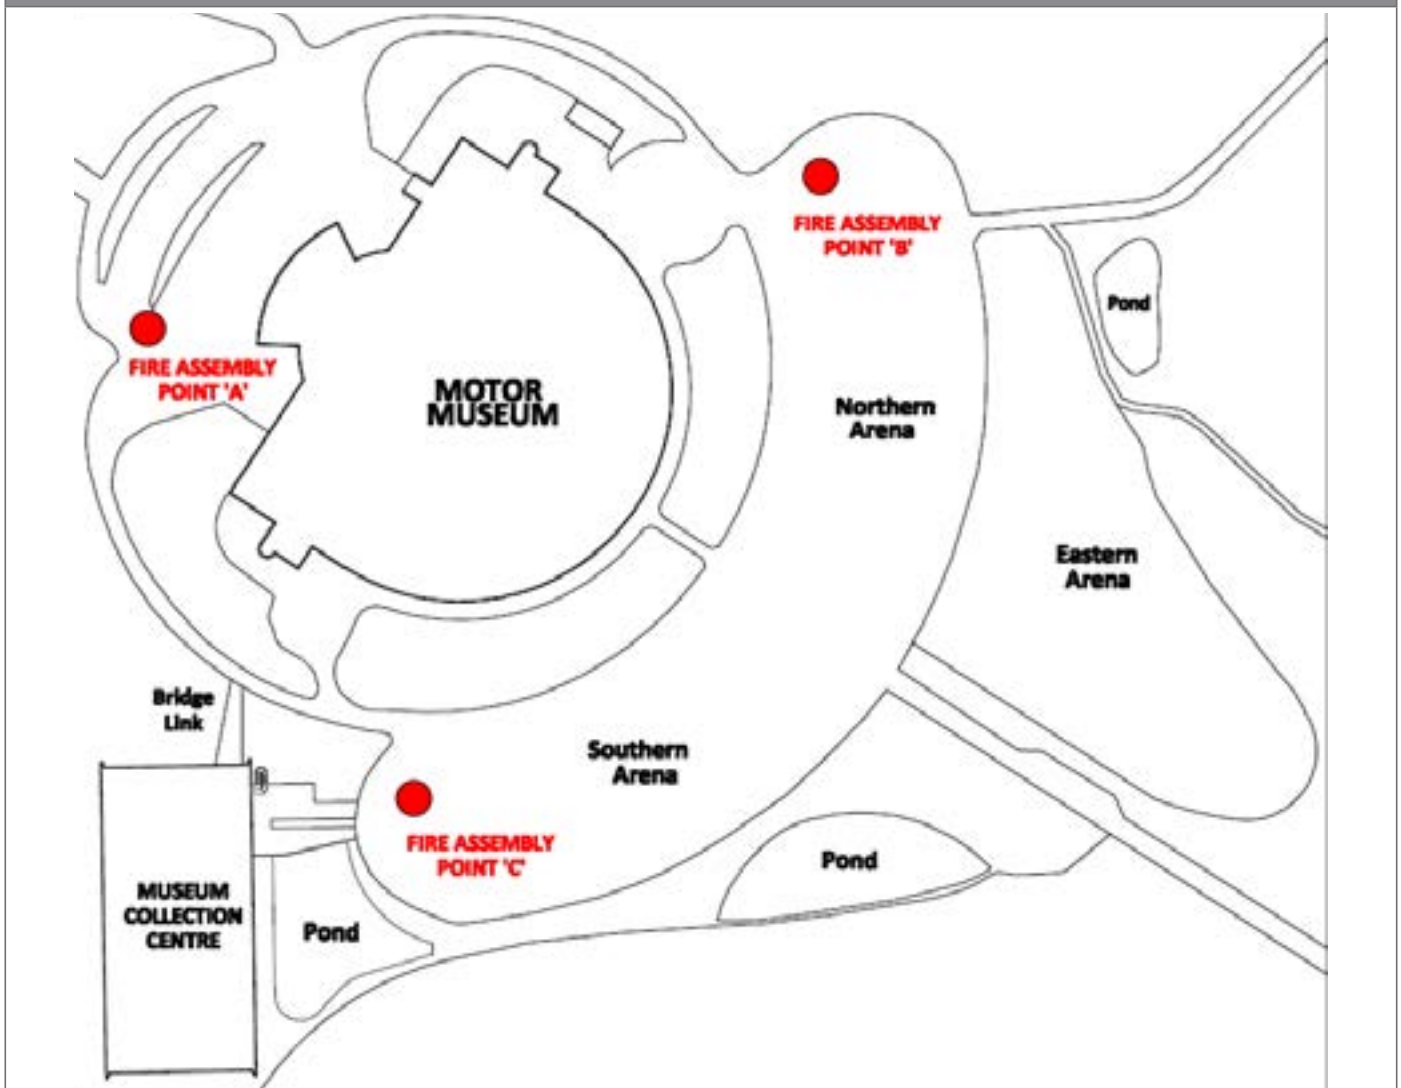 FIRE ASSEMBLY
POINT 'B'
Pond
FIRE ASSEMBLY
POINT 'A'
MOTOR
MUSEUM
Northern
Arena
Eastern
Arena
Bridge
Link
Southern
Arena
FIRE ASSEMBLY
POINT 'C'
Pond
MUSEUM
COLLECTION
CENTRE
Pond